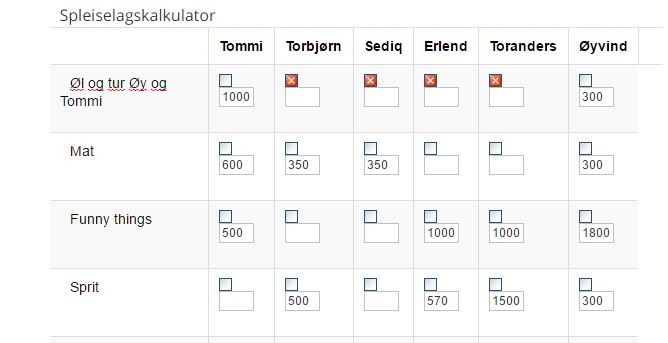 Spleiselagskalkulator
Tommi Torbjørn Sediq Erlend Toranders Øyvind
Øl og tur Øy og
Tommi
1000 300
Mat
600 350 350 300
Funny things
500 1000 1000 1800
Sprit
500 570 1500 300